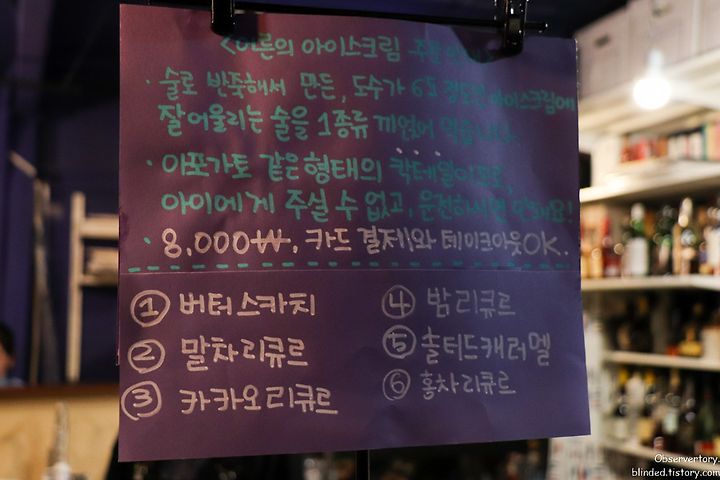 <어른의 아이스크림 주문
· 술로 반죽해서 만든, 도수가 6도 정도인 아이스크림에
잘 어울리는 술을 1종류 끼얹어 먹습니다.
· 아포가토 같은 형태의 칵테일이므로,
아이에게 주실 수 없고, 운전하시면 안돼요!
· 8,000₩. 카드 결제와 테이크아웃OK.
① 버터스카치
② 말차리큐르
③ 카카오리큐르
④ 밤리큐르
⑤ 솔티드캐러멜
⑥ 홍차리큐르
Observertory.
blinded.tistory.com